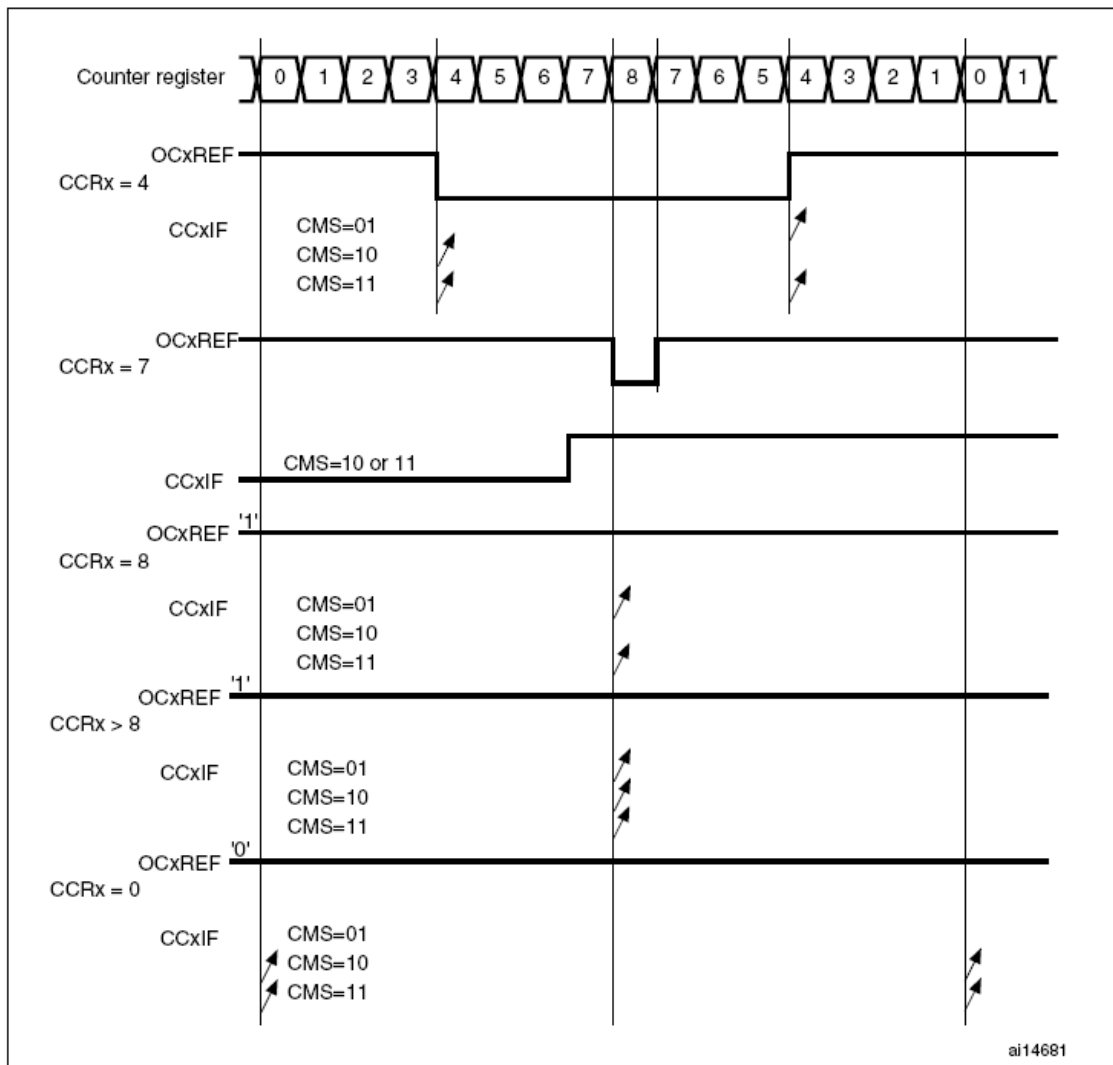 Counter register 0 1 2 3 4 5 6 7 8 7 6 5 4 3 2 1 0 1
OCxREF
CCRx = 4
CCxIF CMS=01
CMS=10
CMS=11
OCxREF
CCRx = 7
CMS=10 or 11
CCxIF
OCxREF '1'
CCRx = 8
CCxIF CMS=01
CMS=10
CMS=11
OCxREF '1'
CCRx > 8
CCxIF CMS=01
CMS=10
CMS=11
OCxREF '0'
CCRx = 0
CCxIF CMS=01
CMS=10
CMS=11
ai14681